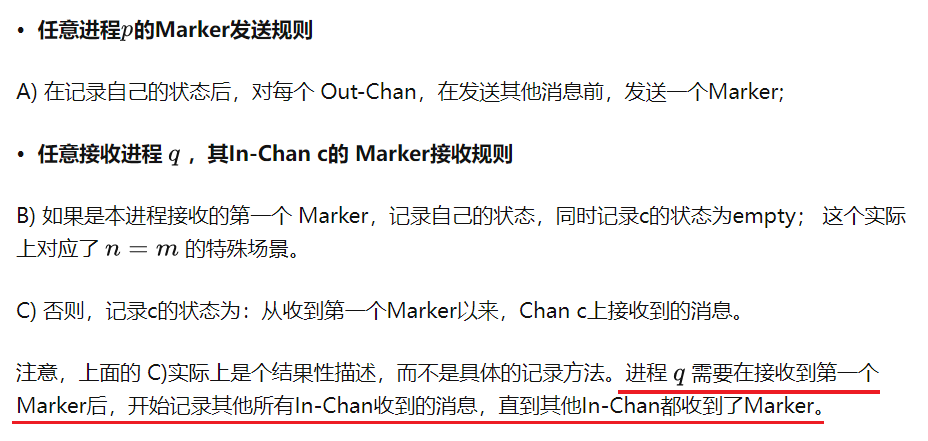 • 任意进程p的Marker发送规则
A) 在记录自己的状态后，对每个 Out-Chan，在发送其他消息前，发送一个Marker;
• 任意接收进程 q ，其In-Chan c的 Marker接收规则
B) 如果是本进程接收的第一个 Marker，记录自己的状态，同时记录c的状态为empty； 这个实际
上对应了 n = m 的特殊场景。
C) 否则，记录c的状态为：从收到第一个Marker以来，Chan c上接收到的消息。
注意，上面的 C)实际上是个结果性描述，而不是具体的记录方法。进程 q 需要在接收到第一个
Marker后，开始记录其他所有In-Chan收到的消息，直到其他In-Chan都收到了Marker。